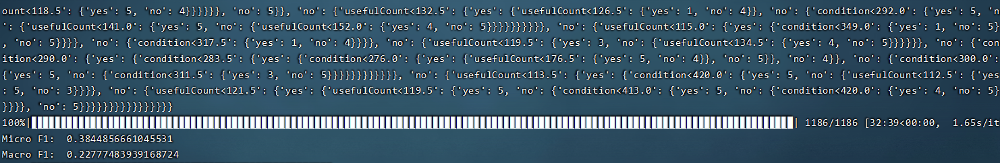 ount<118.5': {'yes': 5, 'no': 4}}}}}}, 'no': 5}}, 'no': {'usefulCount<132.5': {'yes': {'usefulCount<126.5': {'yes': 1, 'no': 4}}, 'no': {'condition<292.0': {'yes': 5, 'n
': {'usefulCount<141.0': {'yes': 5, 'no': {'usefulCount<152.0': {'yes': 4, 'no': 5}}}}}}}}}}, 'no': {'usefulCount<115.0': {'yes': {'condition<349.0': {'yes': 1, 'no': 5}
, 'no': 5}}}}, 'no': {'condition<317.5': {'yes': 1, 'no': 4}}}}, 'no': {'usefulCount<119.5': {'yes': 3, 'no': {'usefulCount<134.5': {'yes': 4, 'no': 5}}}}}}, 'no': {'con
ition<290.0': {'yes': {'condition<283.5': {'yes': {'condition<276.0': {'yes': {'usefulCount<176.5': {'yes': 5, 'no': 4}}, 'no': 5}}, 'no': 4}}, 'no': {'condition<300.0':
{'yes': 5, 'no': {'condition<311.5': {'yes': 3, 'no': 5}}}}}}}}}}}}, 'no': {'usefulCount<113.5': {'yes': {'condition<420.0': {'yes': 5, 'no': {'usefulCount<112.5': {'yes
: 5, 'no': 3}}}}, 'no': {'usefulCount<121.5': {'yes': {'usefulCount<119.5': {'yes': 5, 'no': {'condition<413.0': {'yes': 5, 'no': {'condition<420.0': {'yes': 4, 'no': 5}
}}}}, 'no': 5}}}}}}}}}}}}}}}}
100%| | 1186/1186 [32:39<00:00, 1.65s/it
Micro F1: 0.3844856661045531
Macro F1: 0.22777483939168724